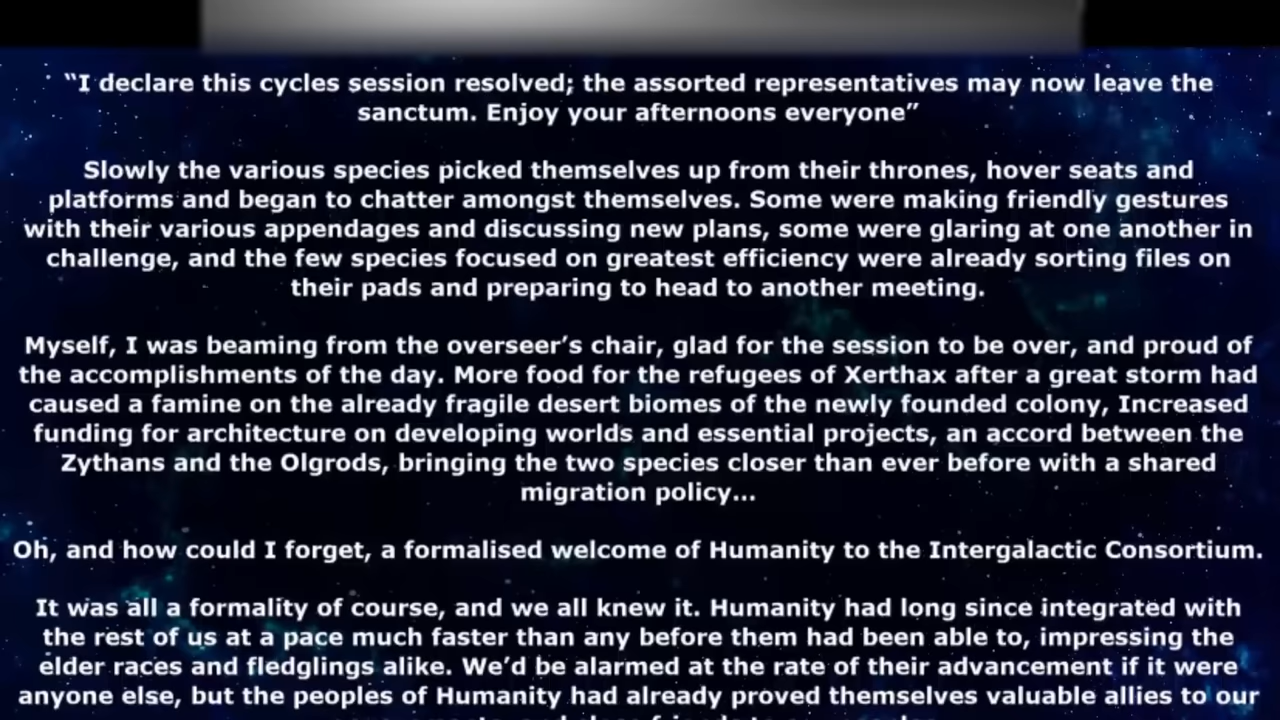 “I declare this cycles session resolved; the assorted representatives may now leave the
sanctum. Enjoy your afternoons everyone”
Slowly the various species picked themselves up from their thrones, hover seats and
platforms and began to chatter amongst themselves. Some were making friendly gestures
with their various appendages and discussing new plans, some were glaring at one another in
challenge, and the few species focused on greatest efficiency were already sorting files on
their pads and preparing to head to another meeting.
Myself, I was beaming from the overseer’s chair, glad for the session to be over, and proud of
the accomplishments of the day. More food for the refugees of Xerthax after a great storm had
caused a famine on the already fragile desert biomes of the newly founded colony, Increased
funding for architecture on developing worlds and essential projects, an accord between the
Zythans and the Olgrods, bringing the two species closer than ever before with a shared
migration policy...
Oh, and how could I forget, a formalised welcome of Humanity to the Intergalactic Consortium.
It was all a formality of course, and we all knew it. Humanity had long since integrated with
the rest of us at a pace much faster than any before them had been able to, impressing the
elder races and fledglings alike. We’d be alarmed at the rate of their advancement if it were
anyone else, but the peoples of Humanity had already proved themselves valuable allies to our